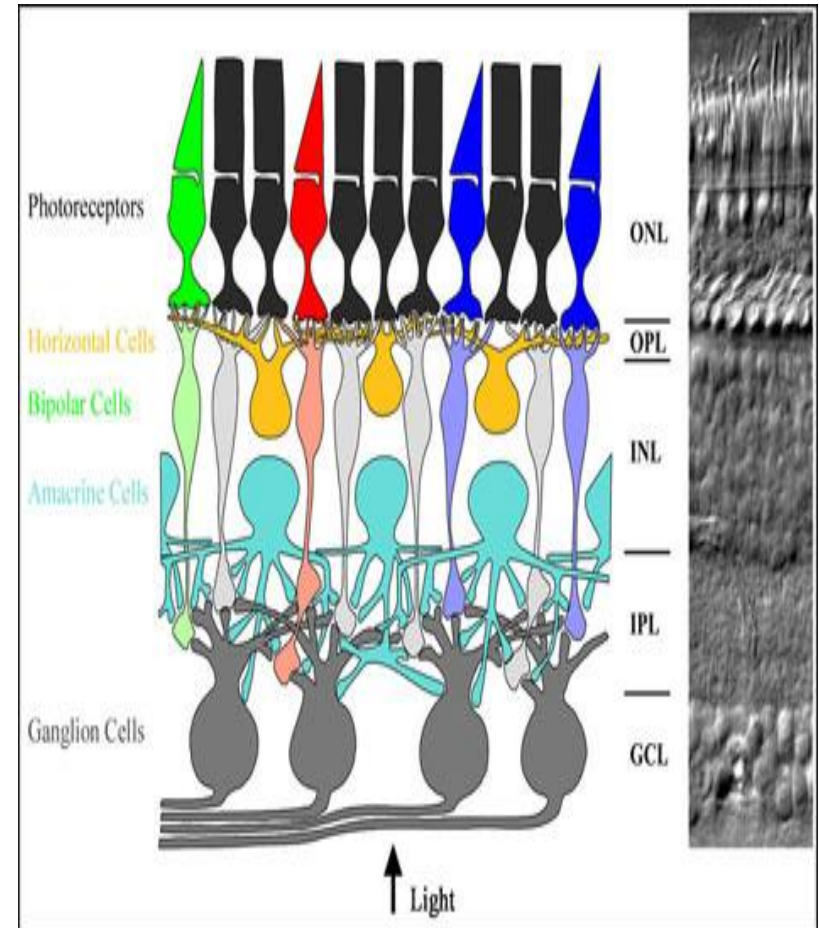 Photoreceptors
ONL
Horizontal Cells
OPL
Bipolar Cells
INL
Amacrine Cells
IPL
Ganglion Cells
GCL
Light